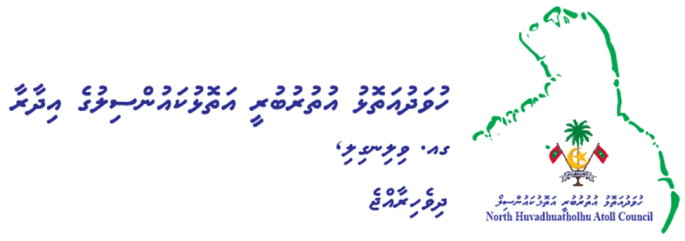 ހުވަދުއަތޮޅު އުތުރުބުރީ އަތޮޅުކައުންސިލްގެ އިދާރާ
ގއ. ވިލިނގިލި،
ދިވެހިރާއްޖެ
ހުވަދުއަތޮޅު އުތުރުބުރީ އަތޮޅުކައުންސިލް
North Huvadhuatholhu Atoll Council